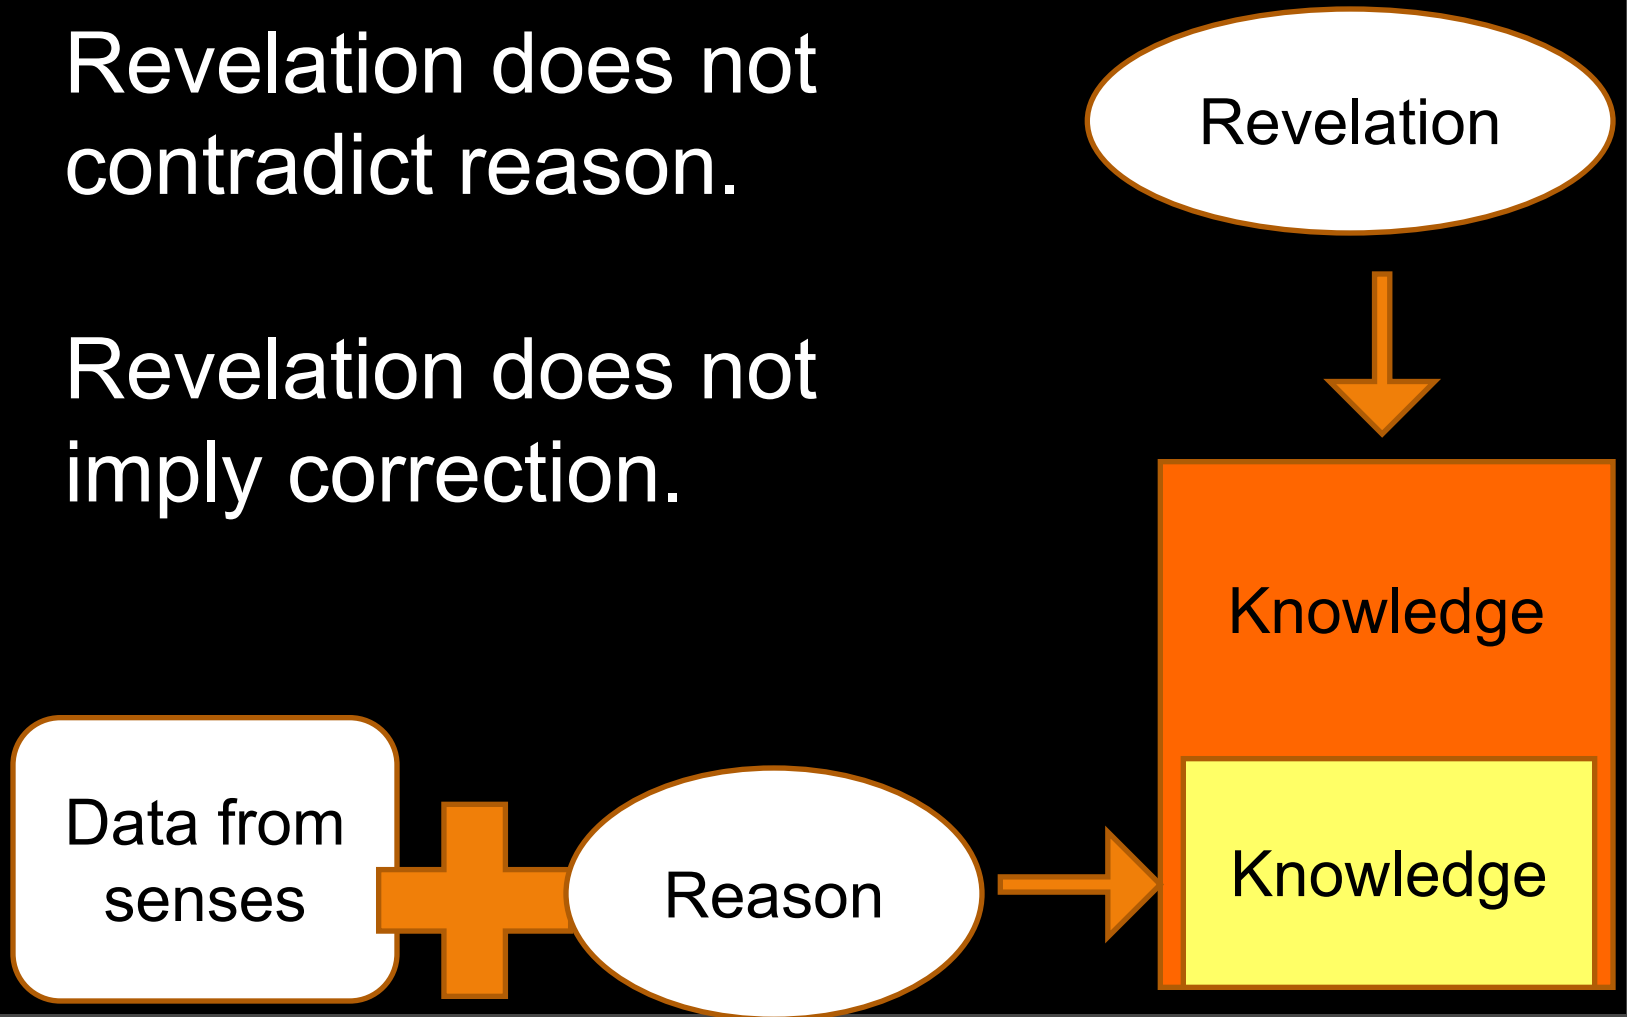 Revelation does not
contradict reason.
Revelation does not
imply correction.
Revelation
Knowledge
Data from
senses
Reason
Knowledge